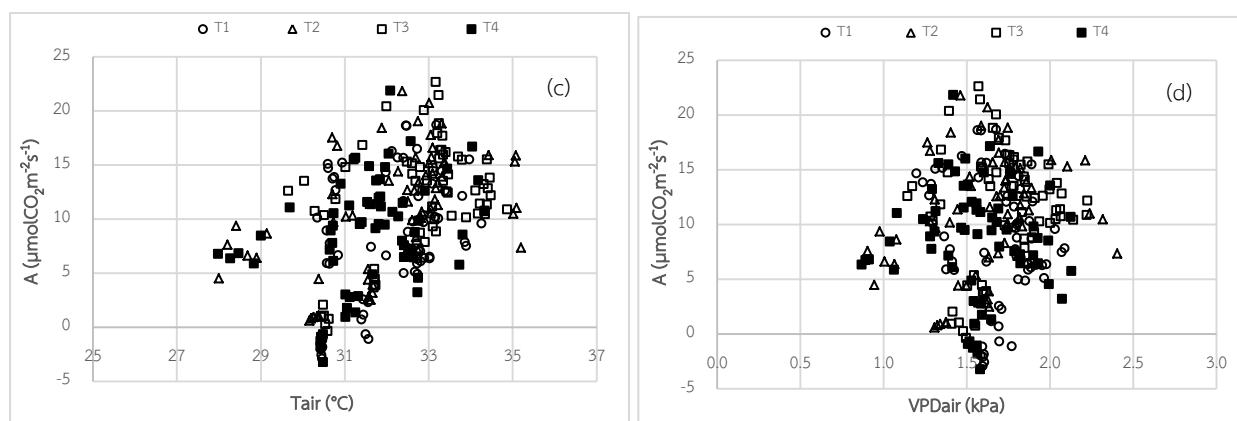 T1 T2 T3 T4
25
20
15
10
5
0
-5
25 27 29 31 33 35 37
A (µmolCO2m-2s-1)
Tair (°C)
(c)
T1 T2 T3 T4
25
20
15
10
5
0
-5
0.0 0.5 1.0 1.5 2.0 2.5 3.0
A (µmolCO2m-2s-1)
VPDair (kPa)
(d)